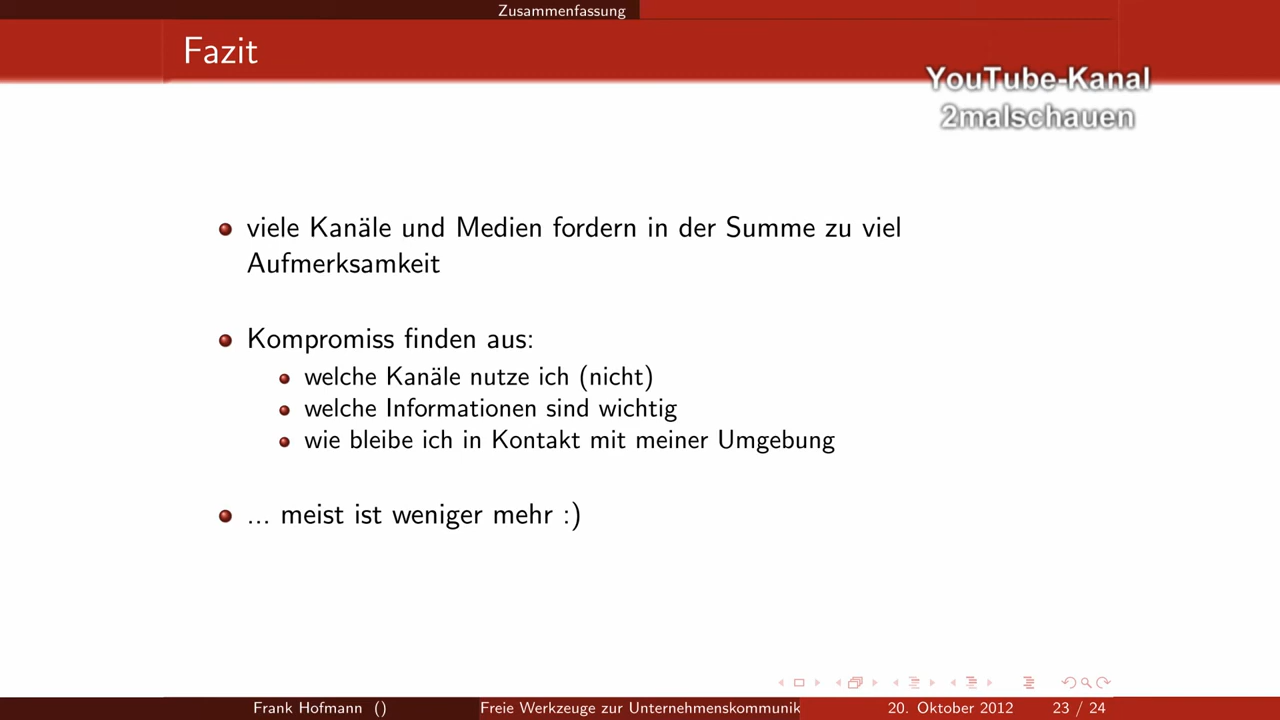 Zusammenfassung
Fazit
YouTube-Kanal
2malschauen
viele Kanäle und Medien fordern in der Summe zu viel
Aufmerksamkeit
Kompromiss finden aus:
welche Kanäle nutze ich (nicht)
welche Informationen sind wichtig
wie bleibe ich in Kontakt mit meiner Umgebung
... meist ist weniger mehr :)
Frank Hofmann () Freie Werkzeuge zur Unternehmenskommunik 20. Oktober 2012 23 / 24